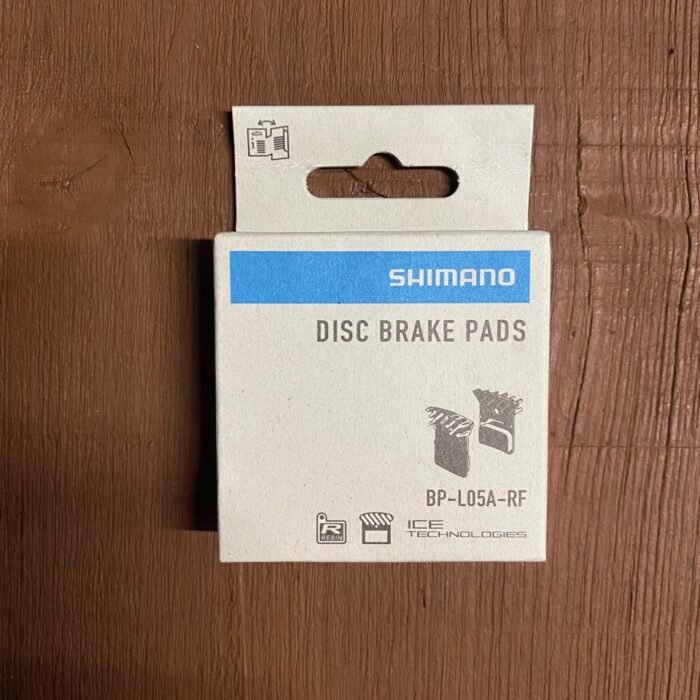 SHIMANO
DISC BRAKE PADS
BP-L05A-RF
R
RESIN
ICE
TECHNOLOGIES